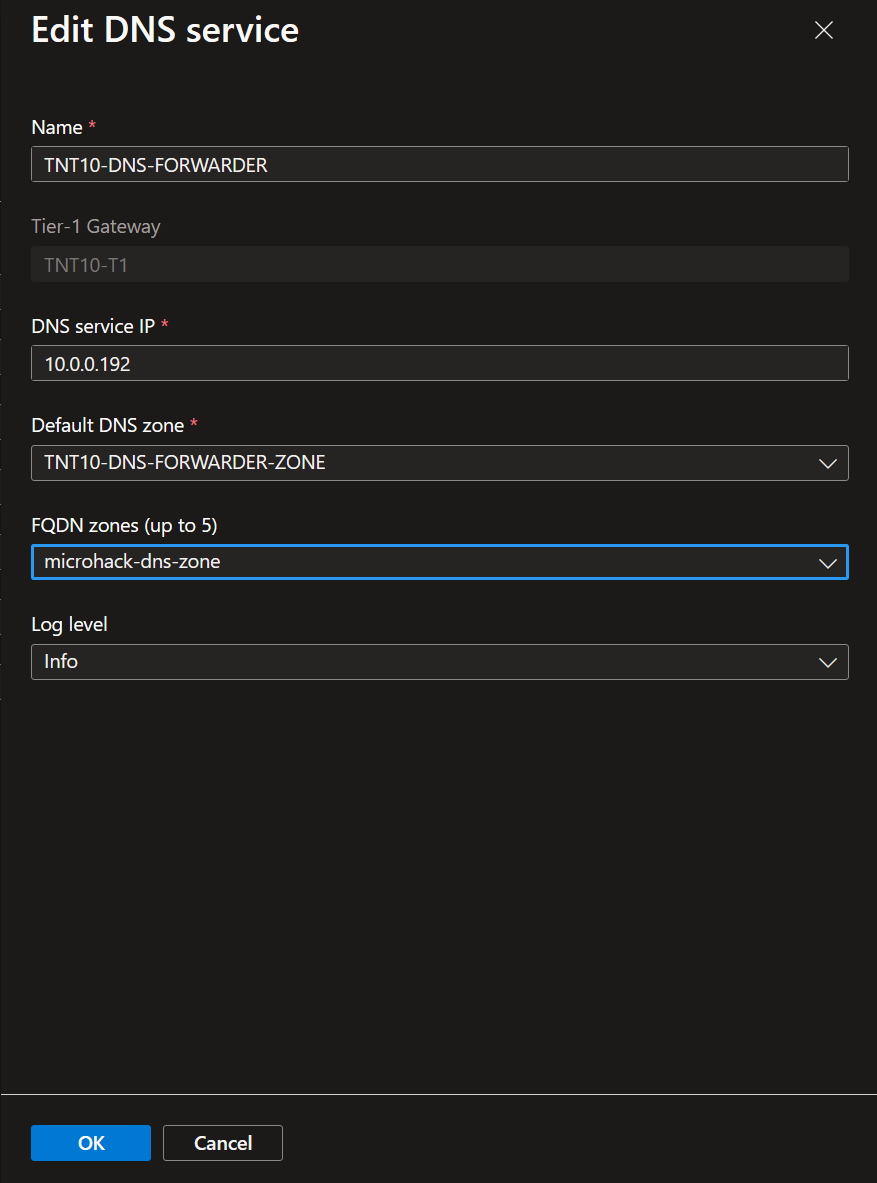 Edit DNS service
Name *
TNT10-DNS-FORWARDER
Tier-1 Gateway
TNT10-T1
DNS service IP *
10.0.0.192
Default DNS zone *
TNT10-DNS-FORWARDER-ZONE
FQDN zones (up to 5)
microhack-dns-zone
Log level
Info
OK
Cancel